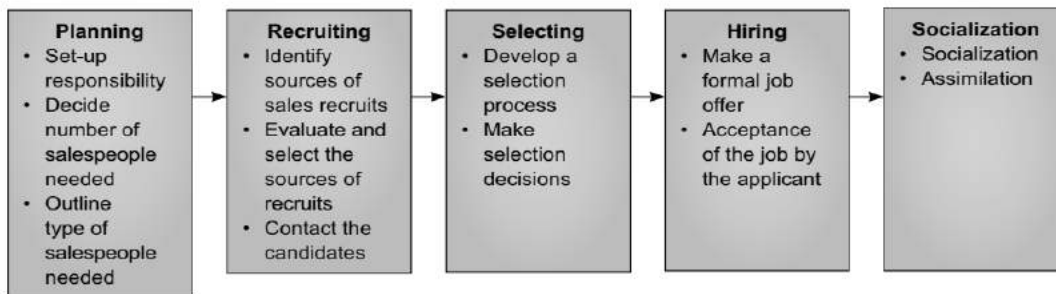 Planning
• Set-up
responsibility
• Decide
number of
salespeople
needed
• Outline
type of
salespeople
needed
Recruiting
• Identify
sources of
sales recruits
• Evaluate and
select the
sources of
recruits
• Contact the
candidates
Selecting
• Develop a
selection
process
• Make
selection
decisions
Hiring
• Make a
formal job
offer
• Acceptance
of the job by
the applicant
Socialization
• Socialization
• Assimilation